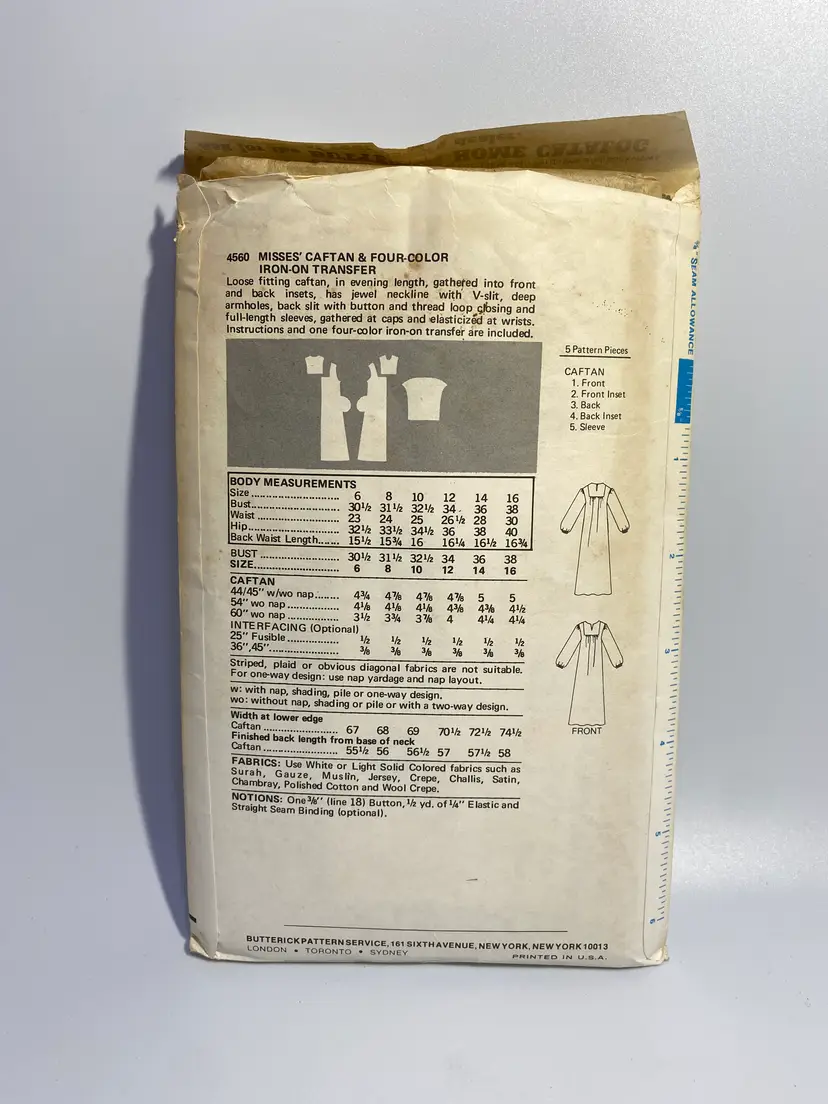 HOME CATALOG
4560 MISSES' CAFTAN & FOUR-COLOR
IRON-ON TRANSFER
Loose fitting caftan, in evening length, gathered into front
and back insets, has jewel neckline with V-slit, deep
armholes, back slit with button and thread loop closing and
full-length sleeves, gathered at caps and elasticized at wrists.
Instructions and one four-color iron-on transfer are included.
5 Pattern Pieces
CAFTAN
1. Front
2. Front Inset
3. Back
4. Back Inset
5. Sleeve
BODY MEASUREMENTS
Size 6 8 10 12 14 16
Bust 30½ 31½ 32½ 34 36 38
Waist 23 24 25 26½ 28 30
Hip 32½ 33½ 34½ 36 38 40
Back Waist Length 15½ 15¾ 16 16¼ 16½ 16¾
BUST 30½ 31½ 32½ 34 36 38
SIZE 6 8 10 12 14 16
CAFTAN
44/45" w/wo nap 4¾ 4⅞ 4⅞ 4⅞ 5 5
54" wo nap 4⅛ 4⅛ 4⅛ 4⅜ 4⅜ 4½
60" wo nap 3½ 3¾ 3⅞ 4 4¼ 4¼
INTERFACING (Optional)
25" Fusible ½ ½ ½ ½ ½ ½
36",45" ⅜ ⅜ ⅜ ⅜ ⅜ ⅜
Striped, plaid or obvious diagonal fabrics are not suitable.
For one-way design: use nap yardage and nap layout.
w: with nap, shading, pile or one-way design.
wo: without nap, shading or pile or with a two-way design.
Width at lower edge
Caftan 67 68 69 70½ 72½ 74½
Finished back length from base of neck
Caftan 55½ 56 56½ 57 57½ 58
FABRICS: Use White or Light Solid Colored fabrics such as
Surah, Gauze, Muslin, Jersey, Crepe, Challis, Satin,
Chambray, Polished Cotton and Wool Crepe.
NOTIONS: One ⅜" (line 18) Button, ½ yd. of ¼" Elastic and
Straight Seam Binding (optional).
FRONT
⅝" SEAM ALLOWANCE
⅝"
1
2
3
4
5
6
BUTTERICK PATTERN SERVICE, 161 SIXTH AVENUE, NEW YORK, NEW YORK 10013
LONDON • TORONTO • SYDNEY
PRINTED IN U.S.A.